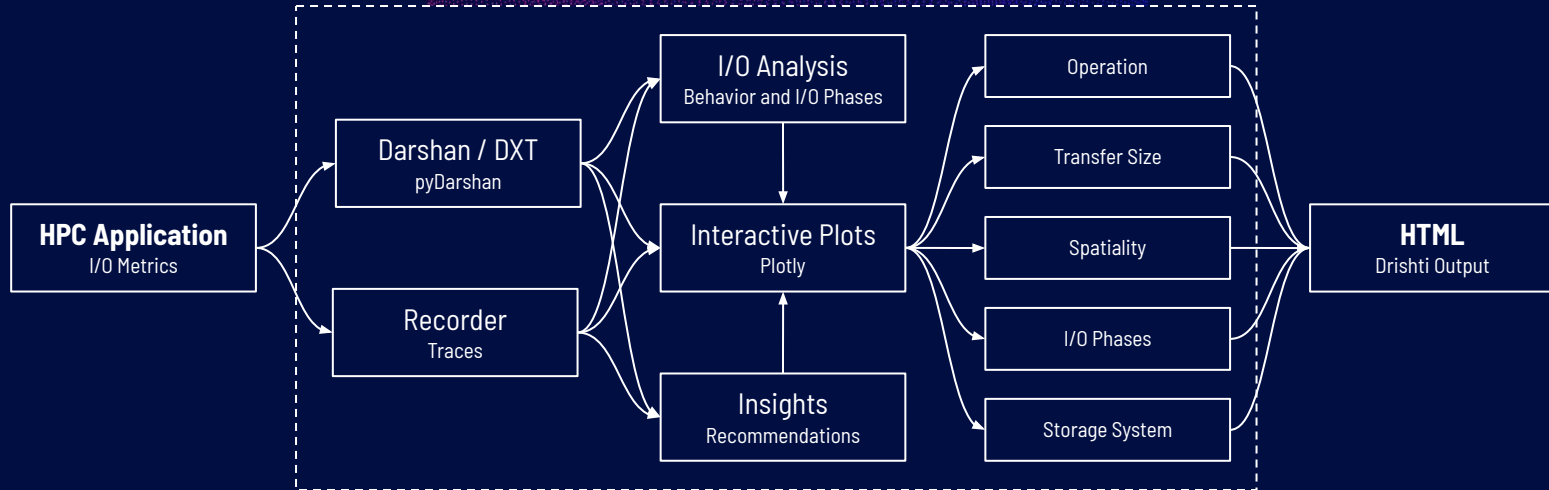 HPC Application
I/O Metrics
Darshan / DXT
pyDarshan
Recorder
Traces
I/O Analysis
Behavior and I/O Phases
Interactive Plots
Plotly
Insights
Recommendations
Operation
Transfer Size
Spatiality
I/O Phases
Storage System
HTML
Drishti Output